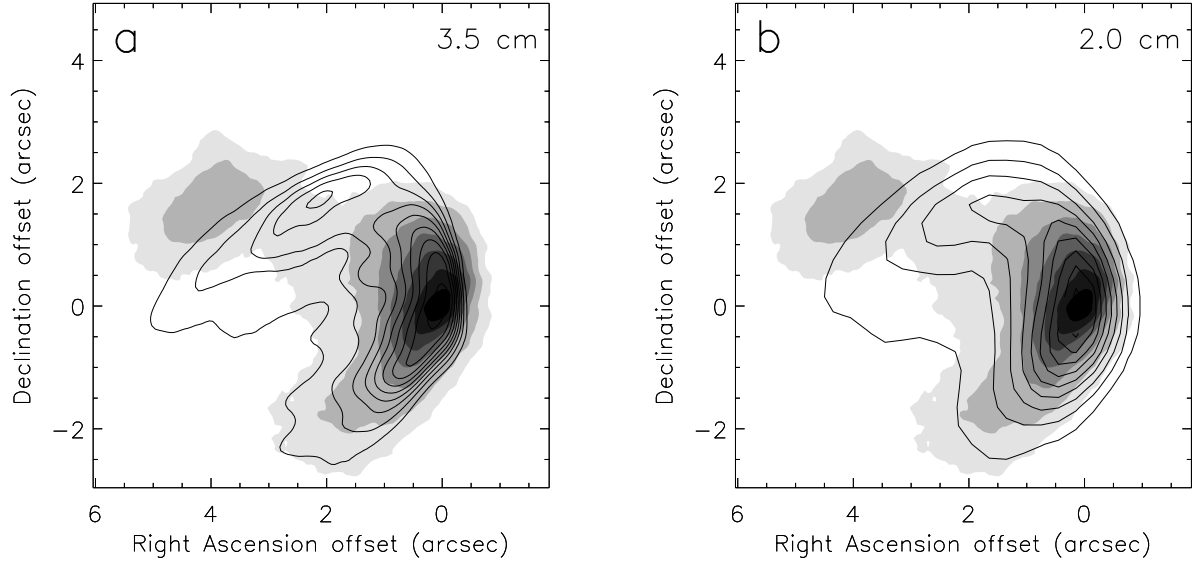 a
3.5 cm
Declination offset (arcsec)
4
2
0
−2
6 4 2 0
Right Ascension offset (arcsec)
b
2.0 cm
Declination offset (arcsec)
4
2
0
−2
6 4 2 0
Right Ascension offset (arcsec)